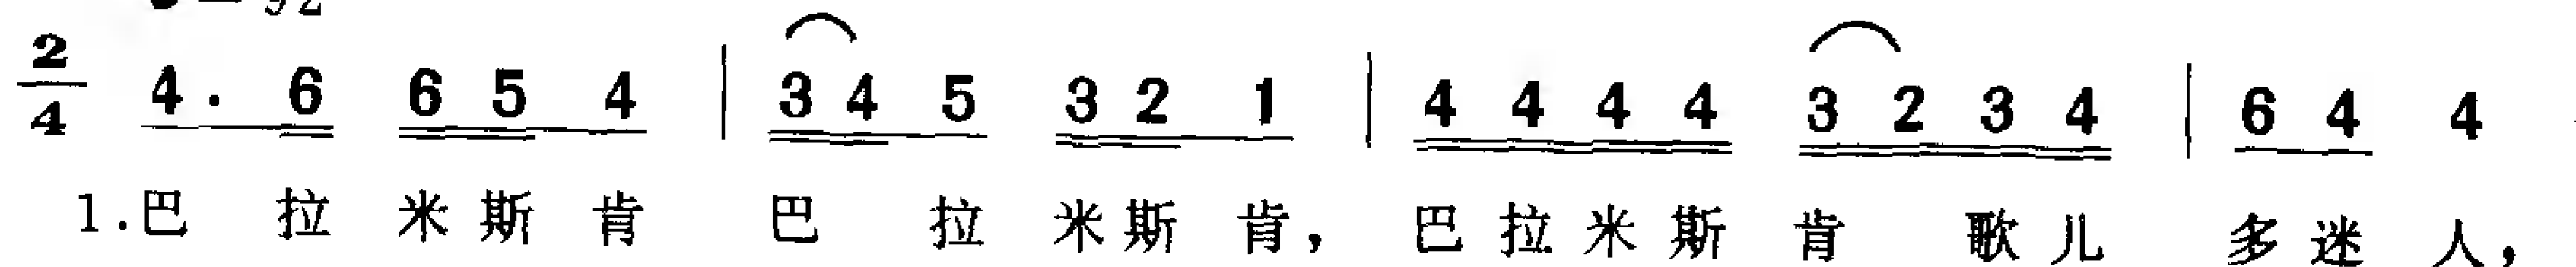 2/4 4. 6 6 5 4 | 3 4 5 3 2 1 | 4 4 4 4 3 2 3 4 | 6 4 4
1.巴 拉 米 斯 肯 巴 拉 米 斯 肯, 巴 拉 米 斯 肯 歌 儿 多 迷 人,